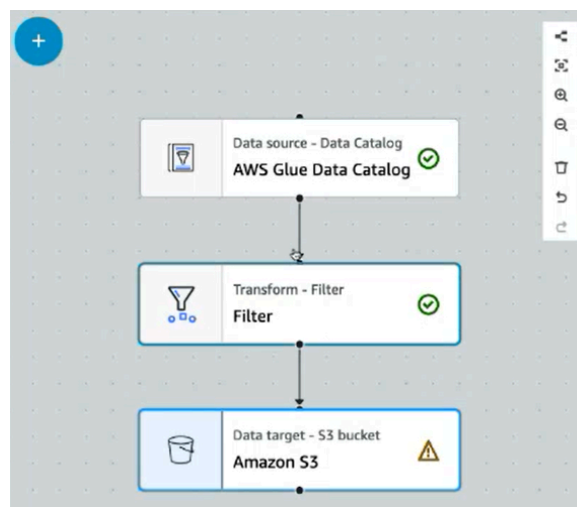 Data source - Data Catalog
AWS Glue Data Catalog
Transform - Filter
Filter
Data target - S3 bucket
Amazon S3